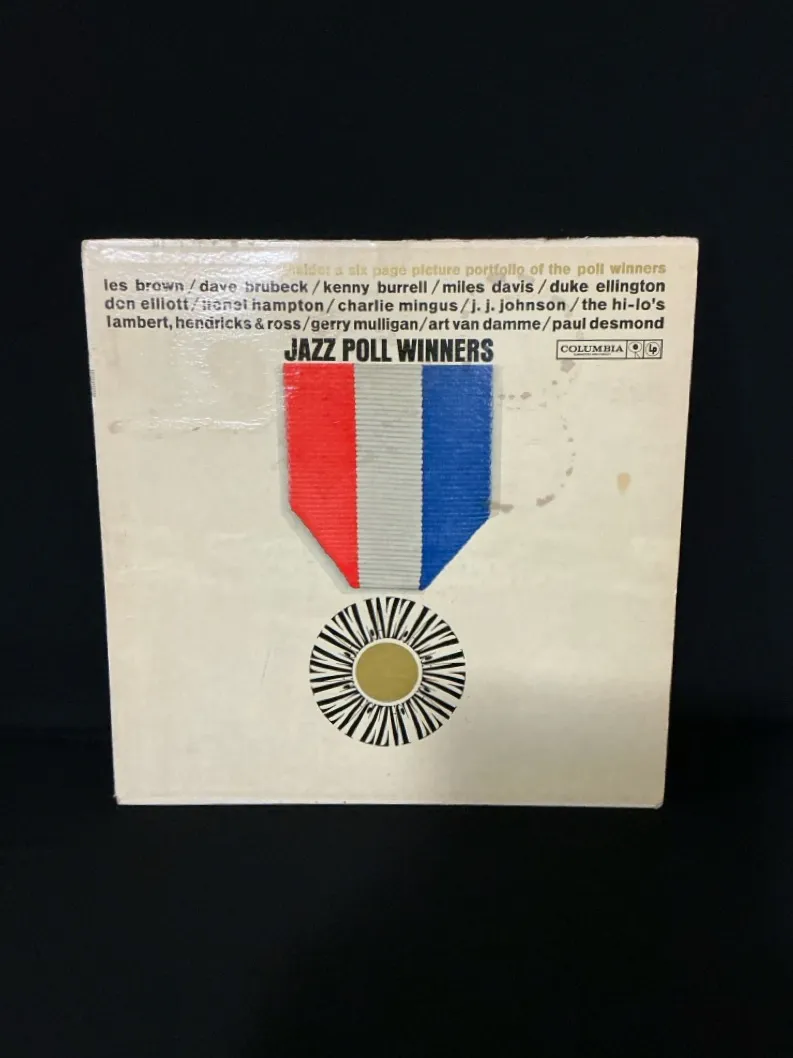 inside: a six page picture portfolio of the poll winners
les brown/dave brubeck/kenny burrell/miles davis/duke ellington
don elliott/lionel hampton/charlie mingus/j. j. johnson/the hi-lo's
lambert, hendricks & ross/gerry mulligan/art van damme/paul desmond
JAZZ POLL WINNERS
COLUMBIA